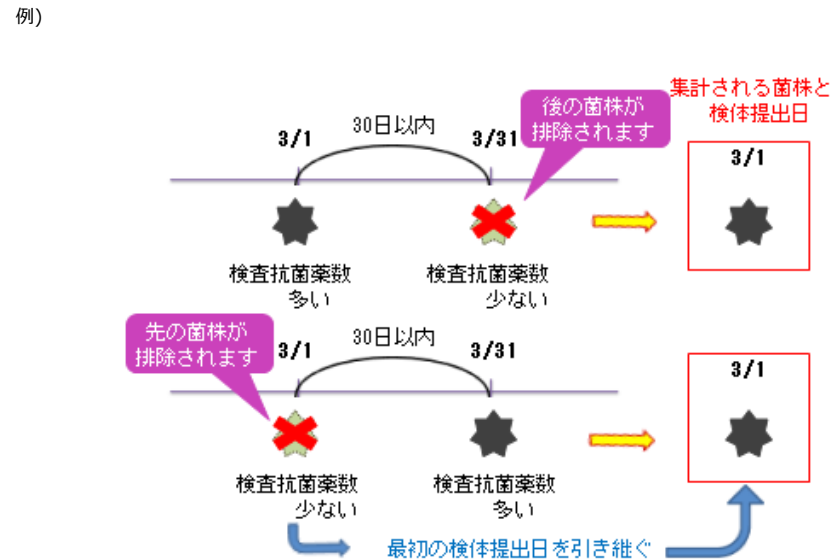 例)
集計される菌株と
検体提出日
後の菌株が
排除されます
30日以内
3/1
3/31
3/1
検査抗菌薬数
多い
検査抗菌薬数
少ない
先の菌株が
排除されます
30日以内
3/1
3/31
3/1
検査抗菌薬数
少ない
検査抗菌薬数
多い
最初の検体提出日を引き継ぐ